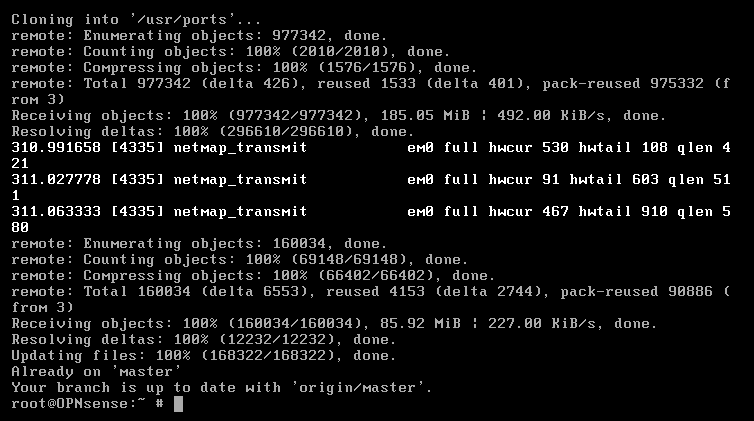 Cloning into '/usr/ports'...
remote: Enumerating objects: 977342, done.
remote: Counting objects: 100% (2010/2010), done.
remote: Compressing objects: 100% (1576/1576), done.
remote: Total 977342 (delta 426), reused 1533 (delta 401), pack-reused 975332 (f
rom 3)
Receiving objects: 100% (977342/977342), 185.05 MiB ¦ 492.00 KiB/s, done.
Resolving deltas: 100% (296610/296610), done.
310.991658 [4335] netmap_transmit           em0 full hwcur 530 hwtail 108 qlen 4
21
311.027778 [4335] netmap_transmit           em0 full hwcur 91 hwtail 603 qlen 51
1
311.063333 [4335] netmap_transmit           em0 full hwcur 467 hwtail 910 qlen 5
80
remote: Enumerating objects: 160034, done.
remote: Counting objects: 100% (69148/69148), done.
remote: Compressing objects: 100% (66402/66402), done.
remote: Total 160034 (delta 6553), reused 4153 (delta 2744), pack-reused 90886 (
from 3)
Receiving objects: 100% (160034/160034), 85.92 MiB ¦ 227.00 KiB/s, done.
Resolving deltas: 100% (12232/12232), done.
Updating files: 100% (168322/168322), done.
Already on 'master'
Your branch is up to date with 'origin/master'.
root@OPNsense:~ #